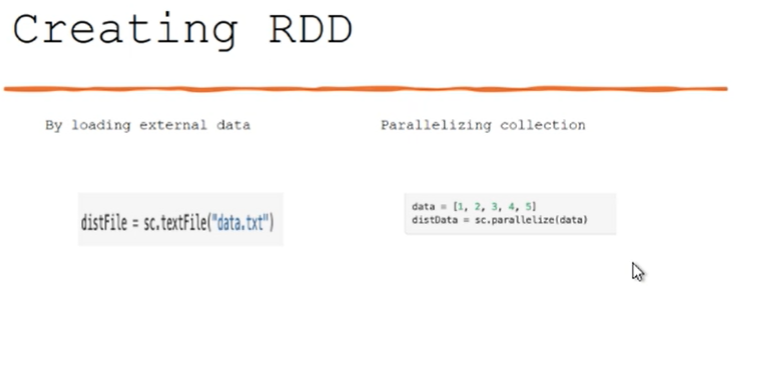 Creating RDD
By loading external data
distFile = sc.textFile("data.txt")
Parallelizing collection
data = [1, 2, 3, 4, 5]
distData = sc.parallelize(data)